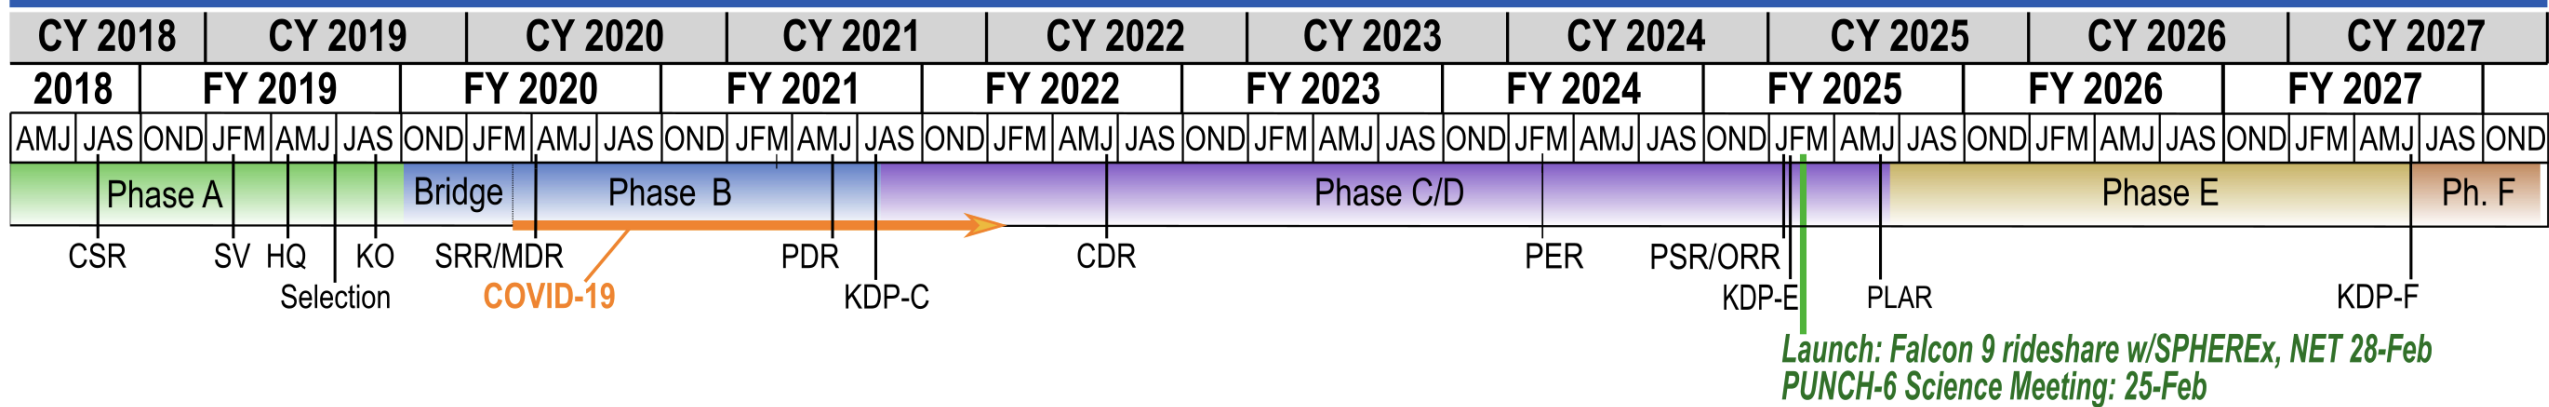 CY 2018 CY 2019 CY 2020 CY 2021 CY 2022 CY 2023 CY 2024 CY 2025 CY 2026 CY 2027
2018 FY 2019 FY 2020 FY 2021 FY 2022 FY 2023 FY 2024 FY 2025 FY 2026 FY 2027
AMJ JAS OND JFM AMJ JAS OND JFM AMJ JAS OND JFM AMJ JAS OND JFM AMJ JAS OND JFM AMJ JAS OND JFM AMJ JAS OND JFM AMJ JAS OND JFM AMJ JAS OND JFM AMJ JAS OND
Phase A Bridge Phase B Phase C/D Phase E Ph. F
CSR SV HQ KO SRR/MDR PDR CDR PER PSR/ORR
Selection COVID-19 KDP-C KDP-E PLAR KDP-F
Launch: Falcon 9 rideshare w/SPHEREx, NET 28-Feb
PUNCH-6 Science Meeting: 25-Feb